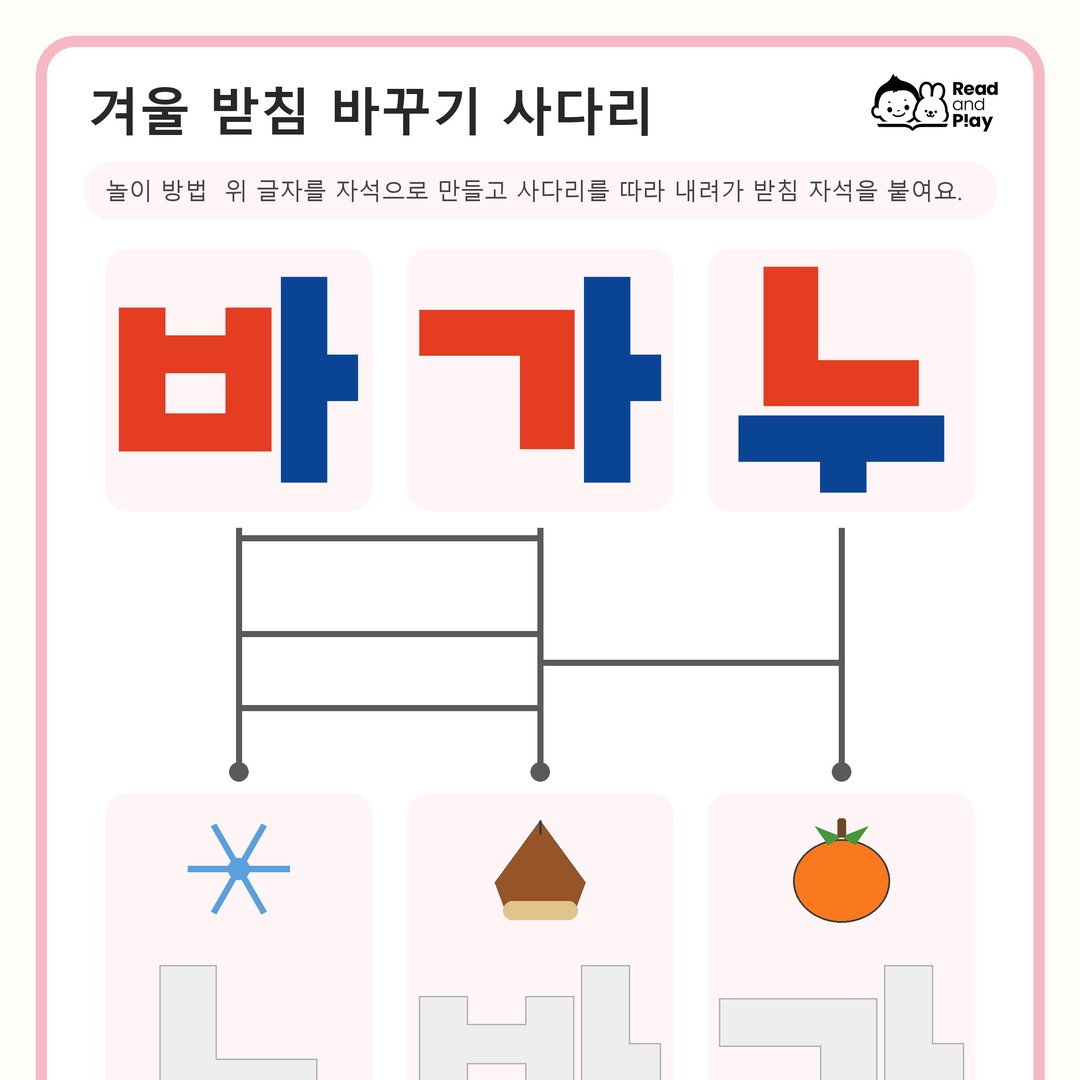 겨울 받침 바꾸기 사다리
Read
and
P!ay
놀이 방법 위 글자를 자석으로 만들고 사다리를 따라 내려가 받침 자석을 붙여요.
바 가 누